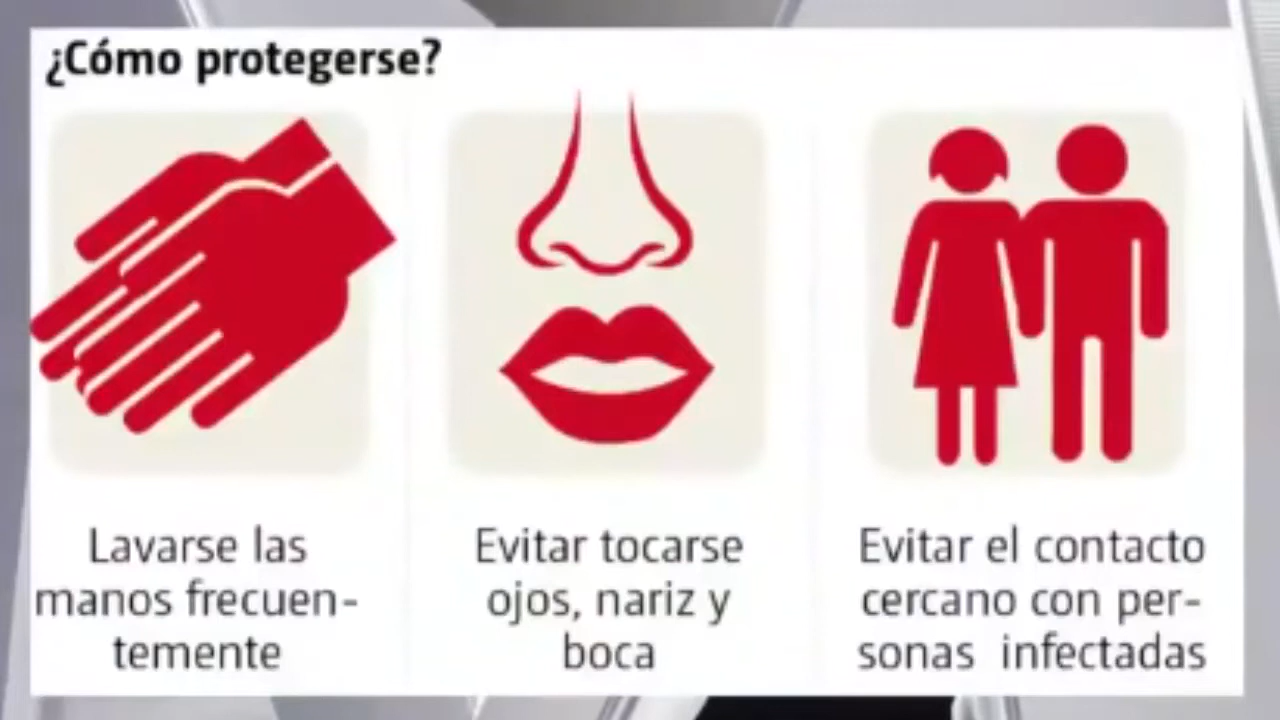 ¿Cómo protegerse?
Lavarse las
manos frecuen-
temente
Evitar tocarse
ojos, nariz y
boca
Evitar el contacto
cercano con per-
sonas infectadas